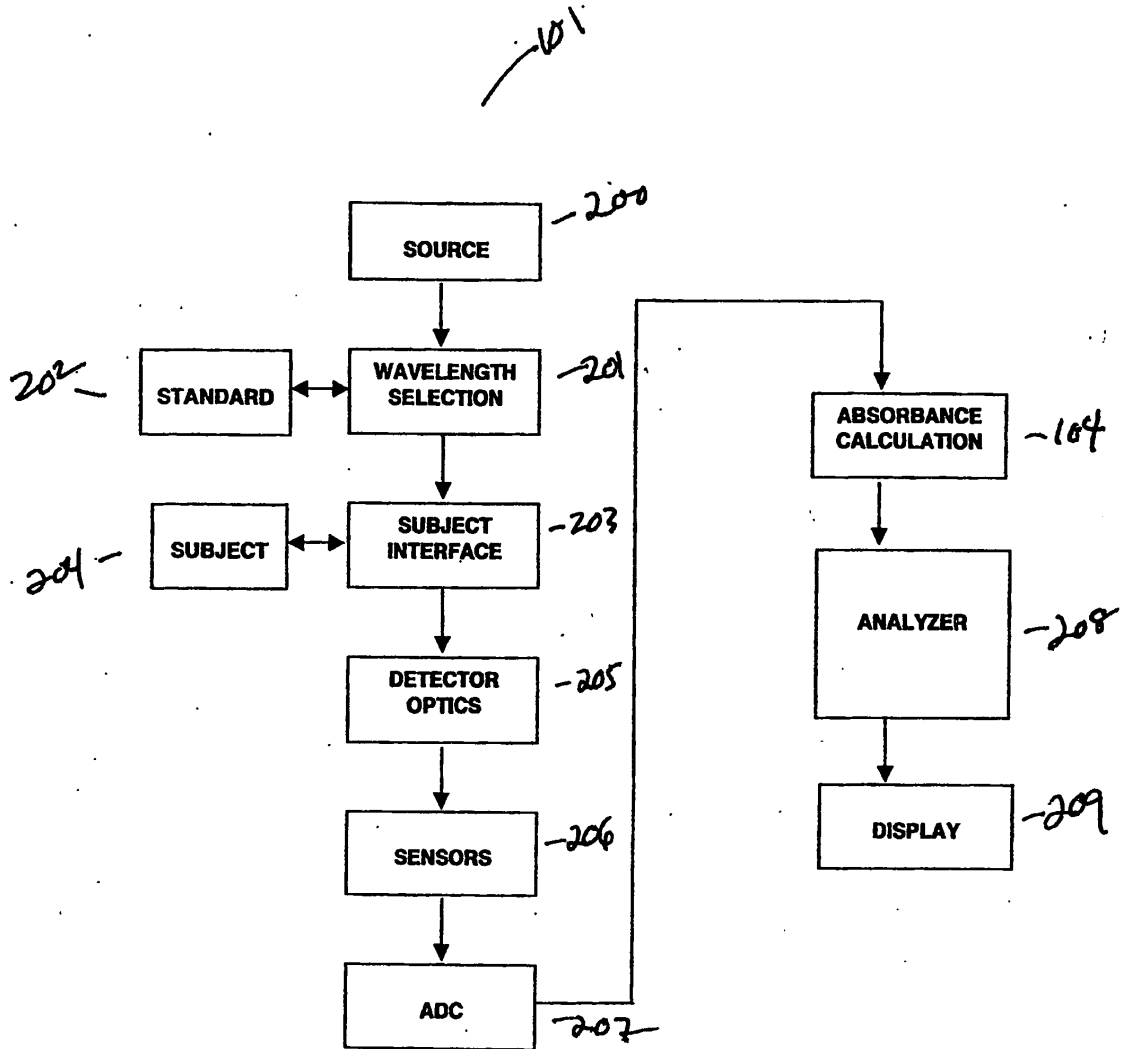 101
SOURCE
200
WAVELENGTH
SELECTION
201
202
STANDARD
SUBJECT
INTERFACE
203
204
SUBJECT
DETECTOR
OPTICS
205
SENSORS
206
ADC
207
ABSORBANCE
CALCULATION
104
ANALYZER
208
DISPLAY
209